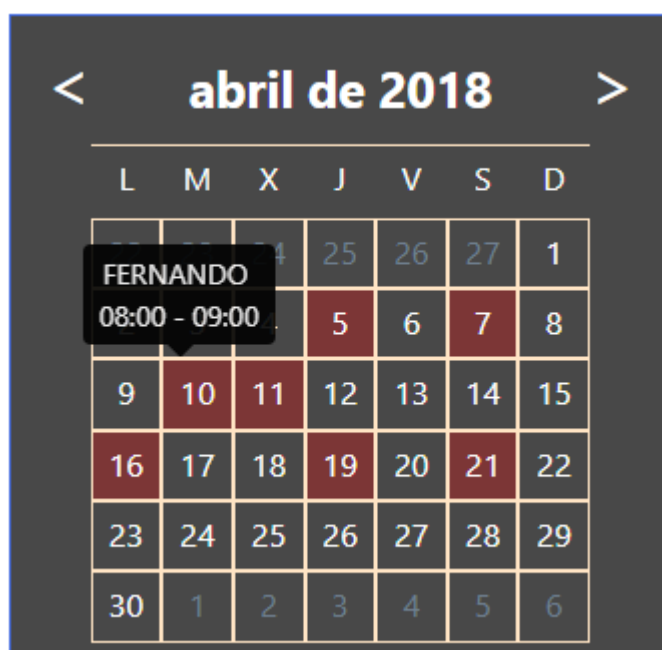 < abril de 2018 >
L M X J V S D
25 26 27 1
FERNANDO
08:00 - 09:00
5 6 7 8
9 10 11 12 13 14 15
16 17 18 19 20 21 22
23 24 25 26 27 28 29
30 1 2 3 4 5 6